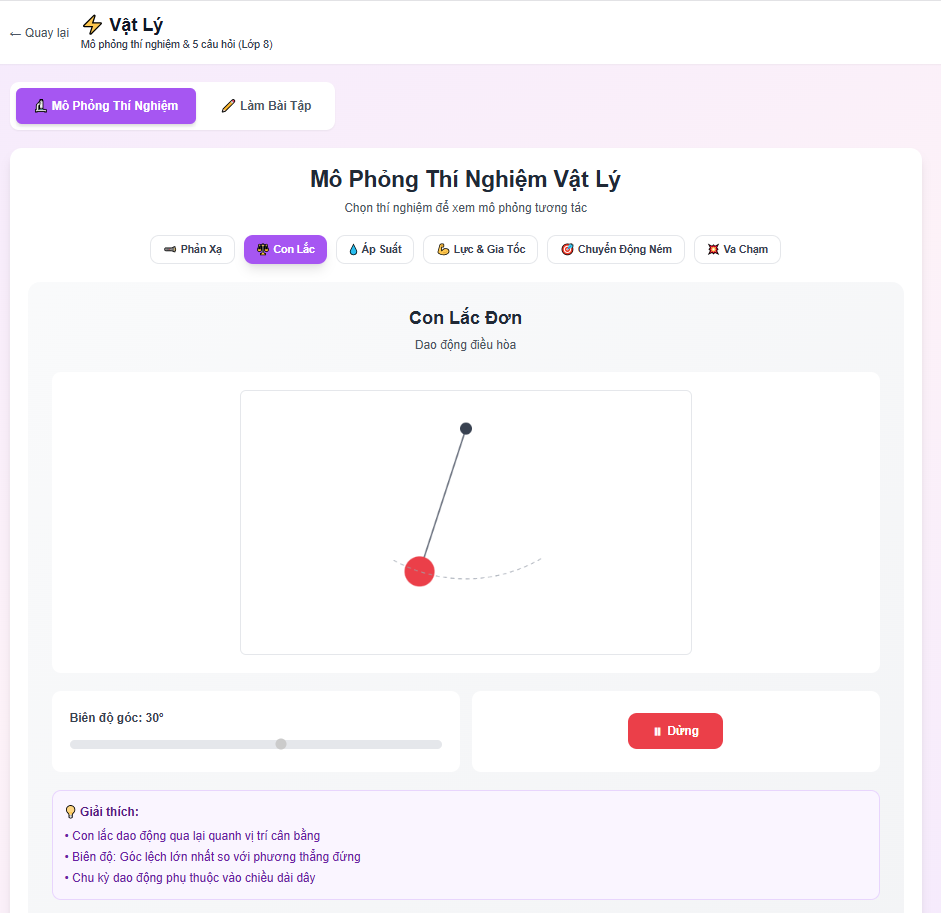 ← Quay lại
⚡ Vật Lý
Mô phỏng thí nghiệm & 5 câu hỏi (Lớp 8)
Mô Phỏng Thí Nghiệm
Làm Bài Tập
Mô Phỏng Thí Nghiệm Vật Lý
Chọn thí nghiệm để xem mô phỏng tương tác
Phản Xạ
Con Lắc
Áp Suất
Lực & Gia Tốc
Chuyển Động Ném
Va Chạm
Con Lắc Đơn
Dao động điều hòa
Biên độ góc: 30°
Dừng
Giải thích:
• Con lắc dao động qua lại quanh vị trí cân bằng
• Biên độ: Góc lệch lớn nhất so với phương thẳng đứng
• Chu kỳ dao động phụ thuộc vào chiều dài dây